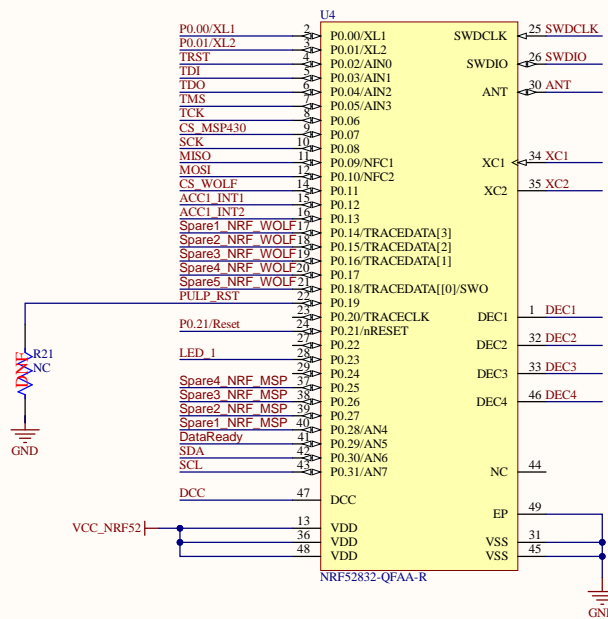 U4
P0.00/XL1 2 P0.00/XL1 SWDCLK 25 SWDCLK
P0.01/XL2 3 P0.01/XL2
TRST 4 P0.02/AIN0 SWDIO 26 SWDIO
TDI 5 P0.03/AIN1
TDO 6 P0.04/AIN2 ANT 30 ANT
TMS 7 P0.05/AIN3
TCK 8 P0.06
CS_MSP430 9 P0.07
SCK 10 P0.08
MISO 11 P0.09/NFC1 XC1 34 XC1
MOSI 12 P0.10/NFC2
CS_WOLF 14 P0.11 XC2 35 XC2
ACC1_INT1 15 P0.12
ACC1_INT2 16 P0.13
Spare1_NRF_WOLF 17 P0.14/TRACEDATA[3]
Spare2_NRF_WOLF 18 P0.15/TRACEDATA[2]
Spare3_NRF_WOLF 19 P0.16/TRACEDATA[1]
Spare4_NRF_WOLF 20 P0.17
Spare5_NRF_WOLF 21 P0.18/TRACEDATA[[0]/SWO
PULP_RST 22 P0.19
23 P0.20/TRACECLK DEC1 1 DEC1
P0.21/Reset 24 P0.21/nRESET
27 P0.22 DEC2 32 DEC2
LED_1 28 P0.23
29 P0.24 DEC3 33 DEC3
Spare4_NRF_MSP 37 P0.25
Spare3_NRF_MSP 38 P0.26 DEC4 46 DEC4
Spare2_NRF_MSP 39 P0.27
Spare1_NRF_MSP 40 P0.28/AN4
DataReady 41 P0.29/AN5
SDA 42 P0.30/AN6
SCL 43 P0.31/AN7 NC 44
DCC 47 DCC
EP 49
VCC_NRF52 13 VDD
36 VDD VSS 31
48 VDD VSS 45
NRF52832-QFAA-R
R21
NC
DNF
GND
GND